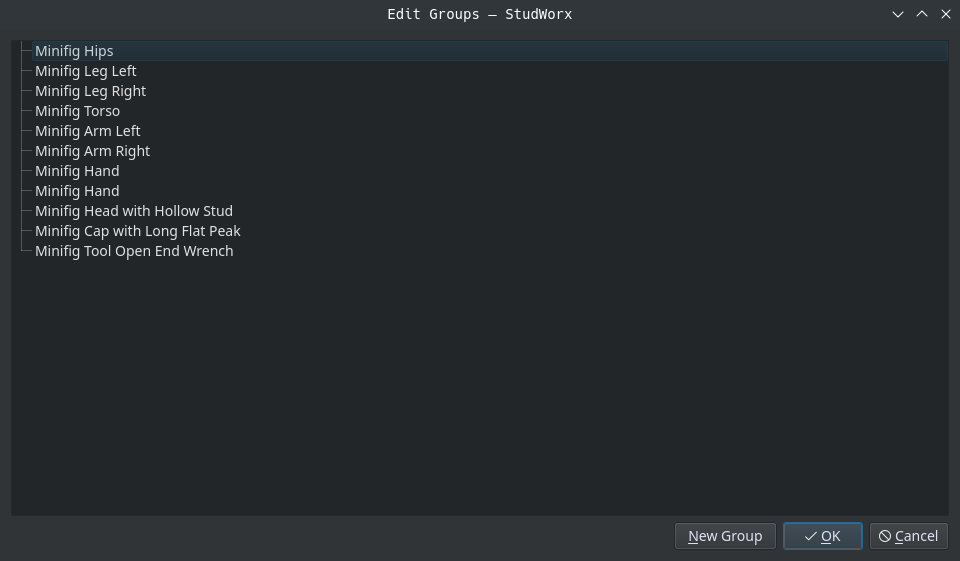 Edit Groups — StudWorx
Minifig Hips
Minifig Leg Left
Minifig Leg Right
Minifig Torso
Minifig Arm Left
Minifig Arm Right
Minifig Hand
Minifig Hand
Minifig Head with Hollow Stud
Minifig Cap with Long Flat Peak
Minifig Tool Open End Wrench
New Group OK Cancel